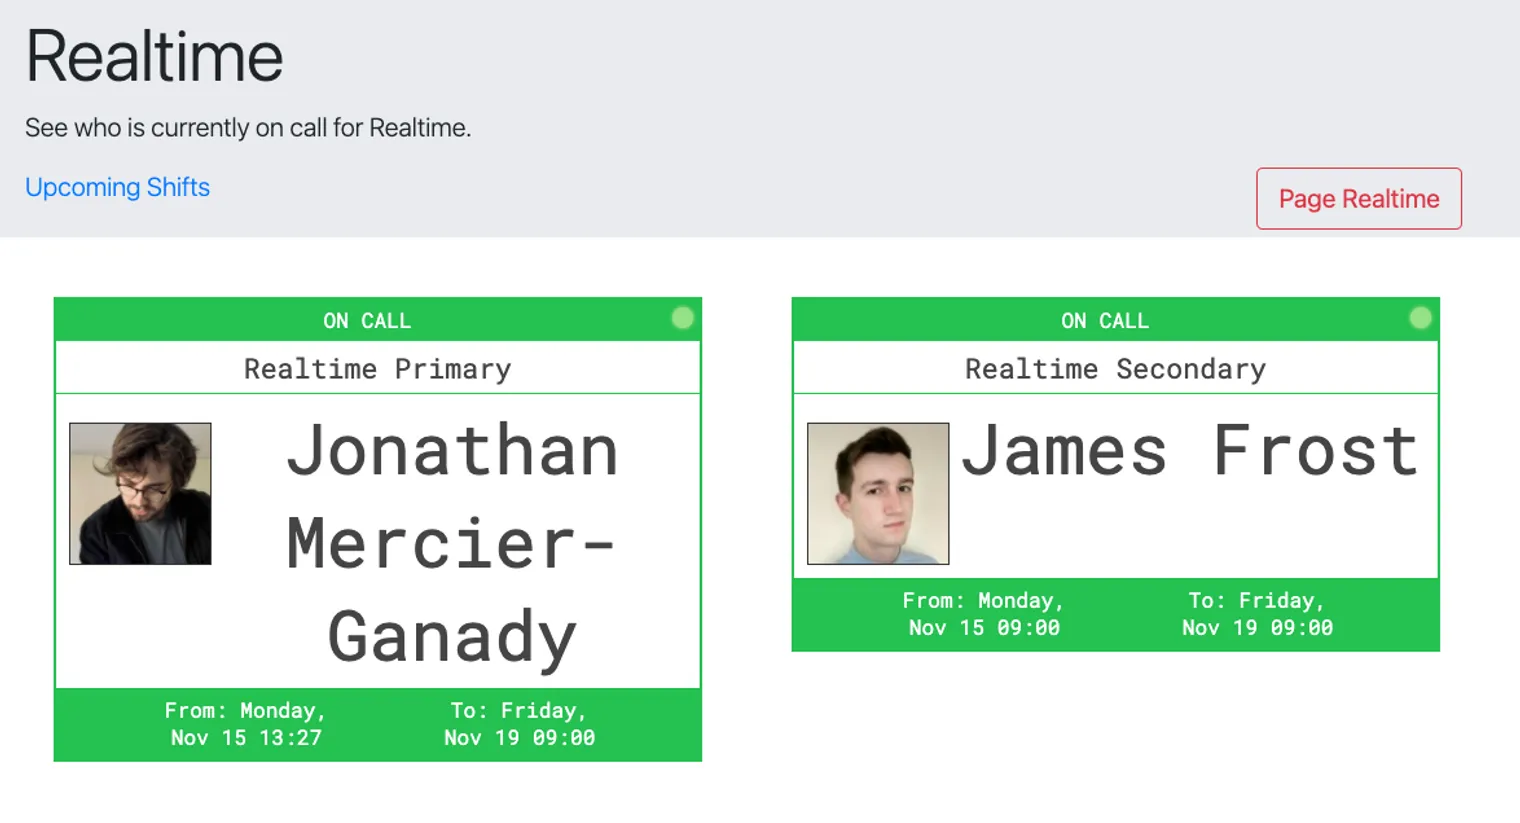 Realtime
See who is currently on call for Realtime.
Upcoming Shifts
Page Realtime
ON CALL
Realtime Primary
Jonathan
Mercier-
Ganady
From: Monday,
Nov 15 13:27
To: Friday,
Nov 19 09:00
ON CALL
Realtime Secondary
James Frost
From: Monday,
Nov 15 09:00
To: Friday,
Nov 19 09:00